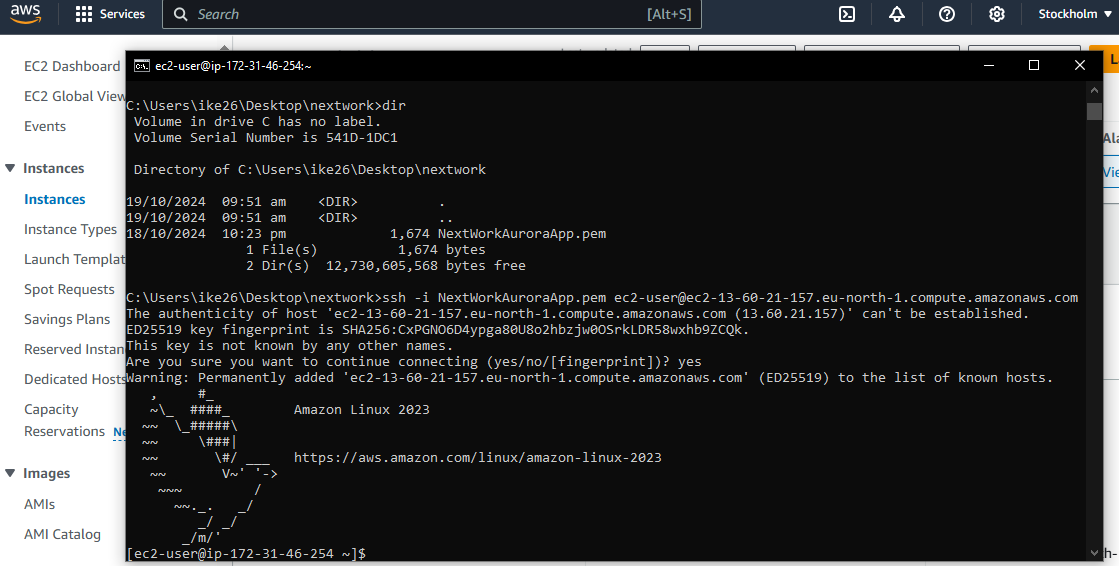 aws
Services
Search
[Alt+S]
Stockholm
EC2 Dashboard
EC2 Global View
Events
Instances
Instances
Instance Types
Launch Templat
Spot Requests
Savings Plans
Reserved Instan
Dedicated Hosts
Capacity
Reservations Ne
Images
AMIs
AMI Catalog
ec2-user@ip-172-31-46-254:~
C:\Users\ike26\Desktop\nextwork>dir
Volume in drive C has no label.
Volume Serial Number is 541D-1DC1
Directory of C:\Users\ike26\Desktop\nextwork
19/10/2024  09:51 am    <DIR>          .
19/10/2024  09:51 am    <DIR>          ..
18/10/2024  10:23 pm             1,674 NextWorkAuroraApp.pem
1 File(s)          1,674 bytes
2 Dir(s)  12,730,605,568 bytes free
C:\Users\ike26\Desktop\nextwork>ssh -i NextWorkAuroraApp.pem ec2-user@ec2-13-60-21-157.eu-north-1.compute.amazonaws.com
The authenticity of host 'ec2-13-60-21-157.eu-north-1.compute.amazonaws.com (13.60.21.157)' can't be established.
ED25519 key fingerprint is SHA256:CxPGNO6D4ypga80U8o2hbzjw0OSrkLDR58wxhb9ZCQk.
This key is not known by any other names.
Are you sure you want to continue connecting (yes/no/[fingerprint])? yes
Warning: Permanently added 'ec2-13-60-21-157.eu-north-1.compute.amazonaws.com' (ED25519) to the list of known hosts.
   ,     #_
   ~\_  ####_        Amazon Linux 2023
  ~~  \_#####\
  ~~     \###|
  ~~       \#/ ___   https://aws.amazon.com/linux/amazon-linux-2023
   ~~       V~' '->
    ~~~         /
      ~~._.   _/
         _/ _/
       _/m/'
[ec2-user@ip-172-31-46-254 ~]$